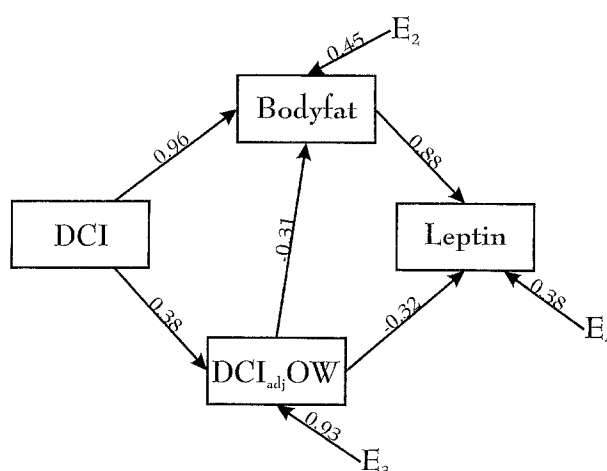 E₂
0.45
Bodyfat
0.96
0.88
DCI
-0.31
Leptin
0.38
-0.32
0.38
DCIadjOW
E
0.93
E₃